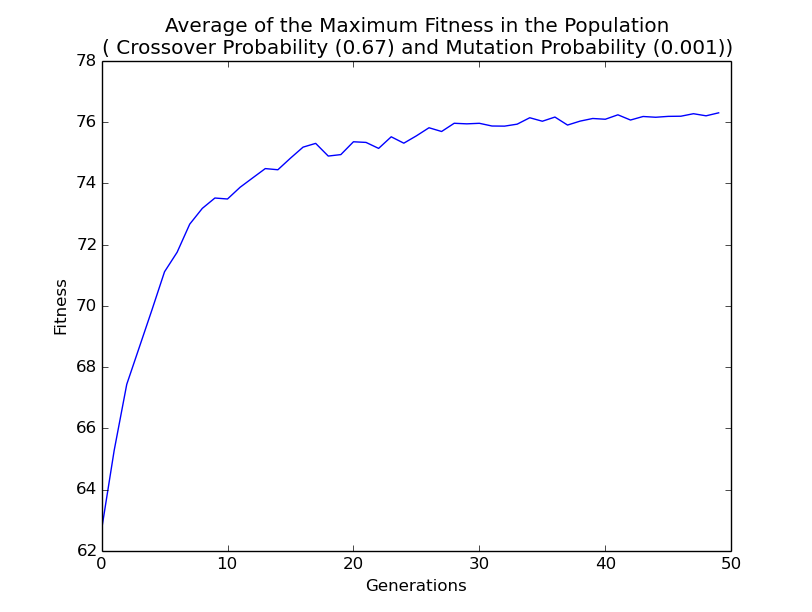 Average of the Maximum Fitness in the Population
( Crossover Probability (0.67) and Mutation Probability (0.001))
78
76
74
72
70
68
66
64
62
Fitness
0 10 20 30 40 50
Generations